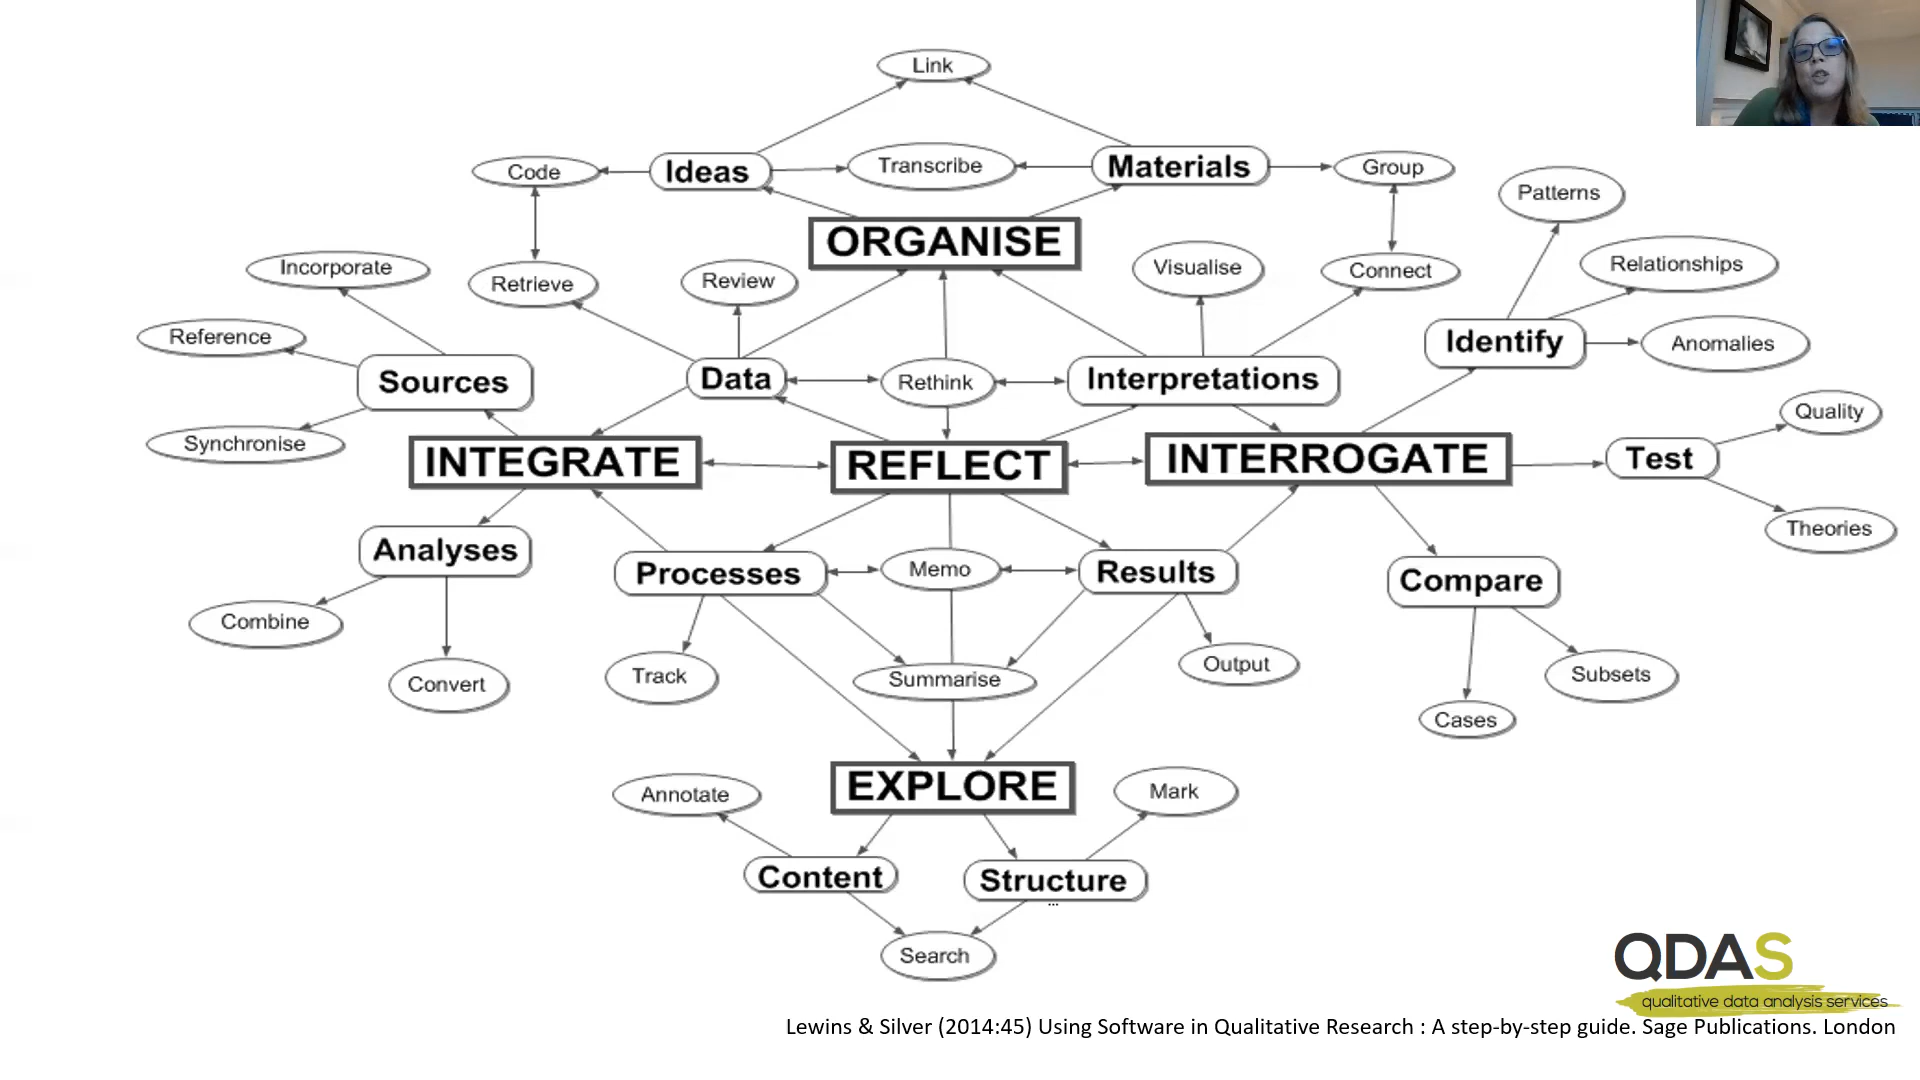 Link
Code
Ideas
Transcribe
Materials
Group
Patterns
ORGANISE
Incorporate
Retrieve
Review
Visualise
Connect
Relationships
Reference
Sources
Data
Rethink
Interpretations
Identify
Anomalies
Synchronise
INTEGRATE
REFLECT
INTERROGATE
Test
Quality
Theories
Analyses
Processes
Memo
Results
Compare
Combine
Convert
Track
Summarise
Output
Subsets
Cases
EXPLORE
Annotate
Mark
Content
Structure
...
Search
QDAS
qualitative data analysis services
Lewins & Silver (2014:45) Using Software in Qualitative Research : A step-by-step guide. Sage Publications. London